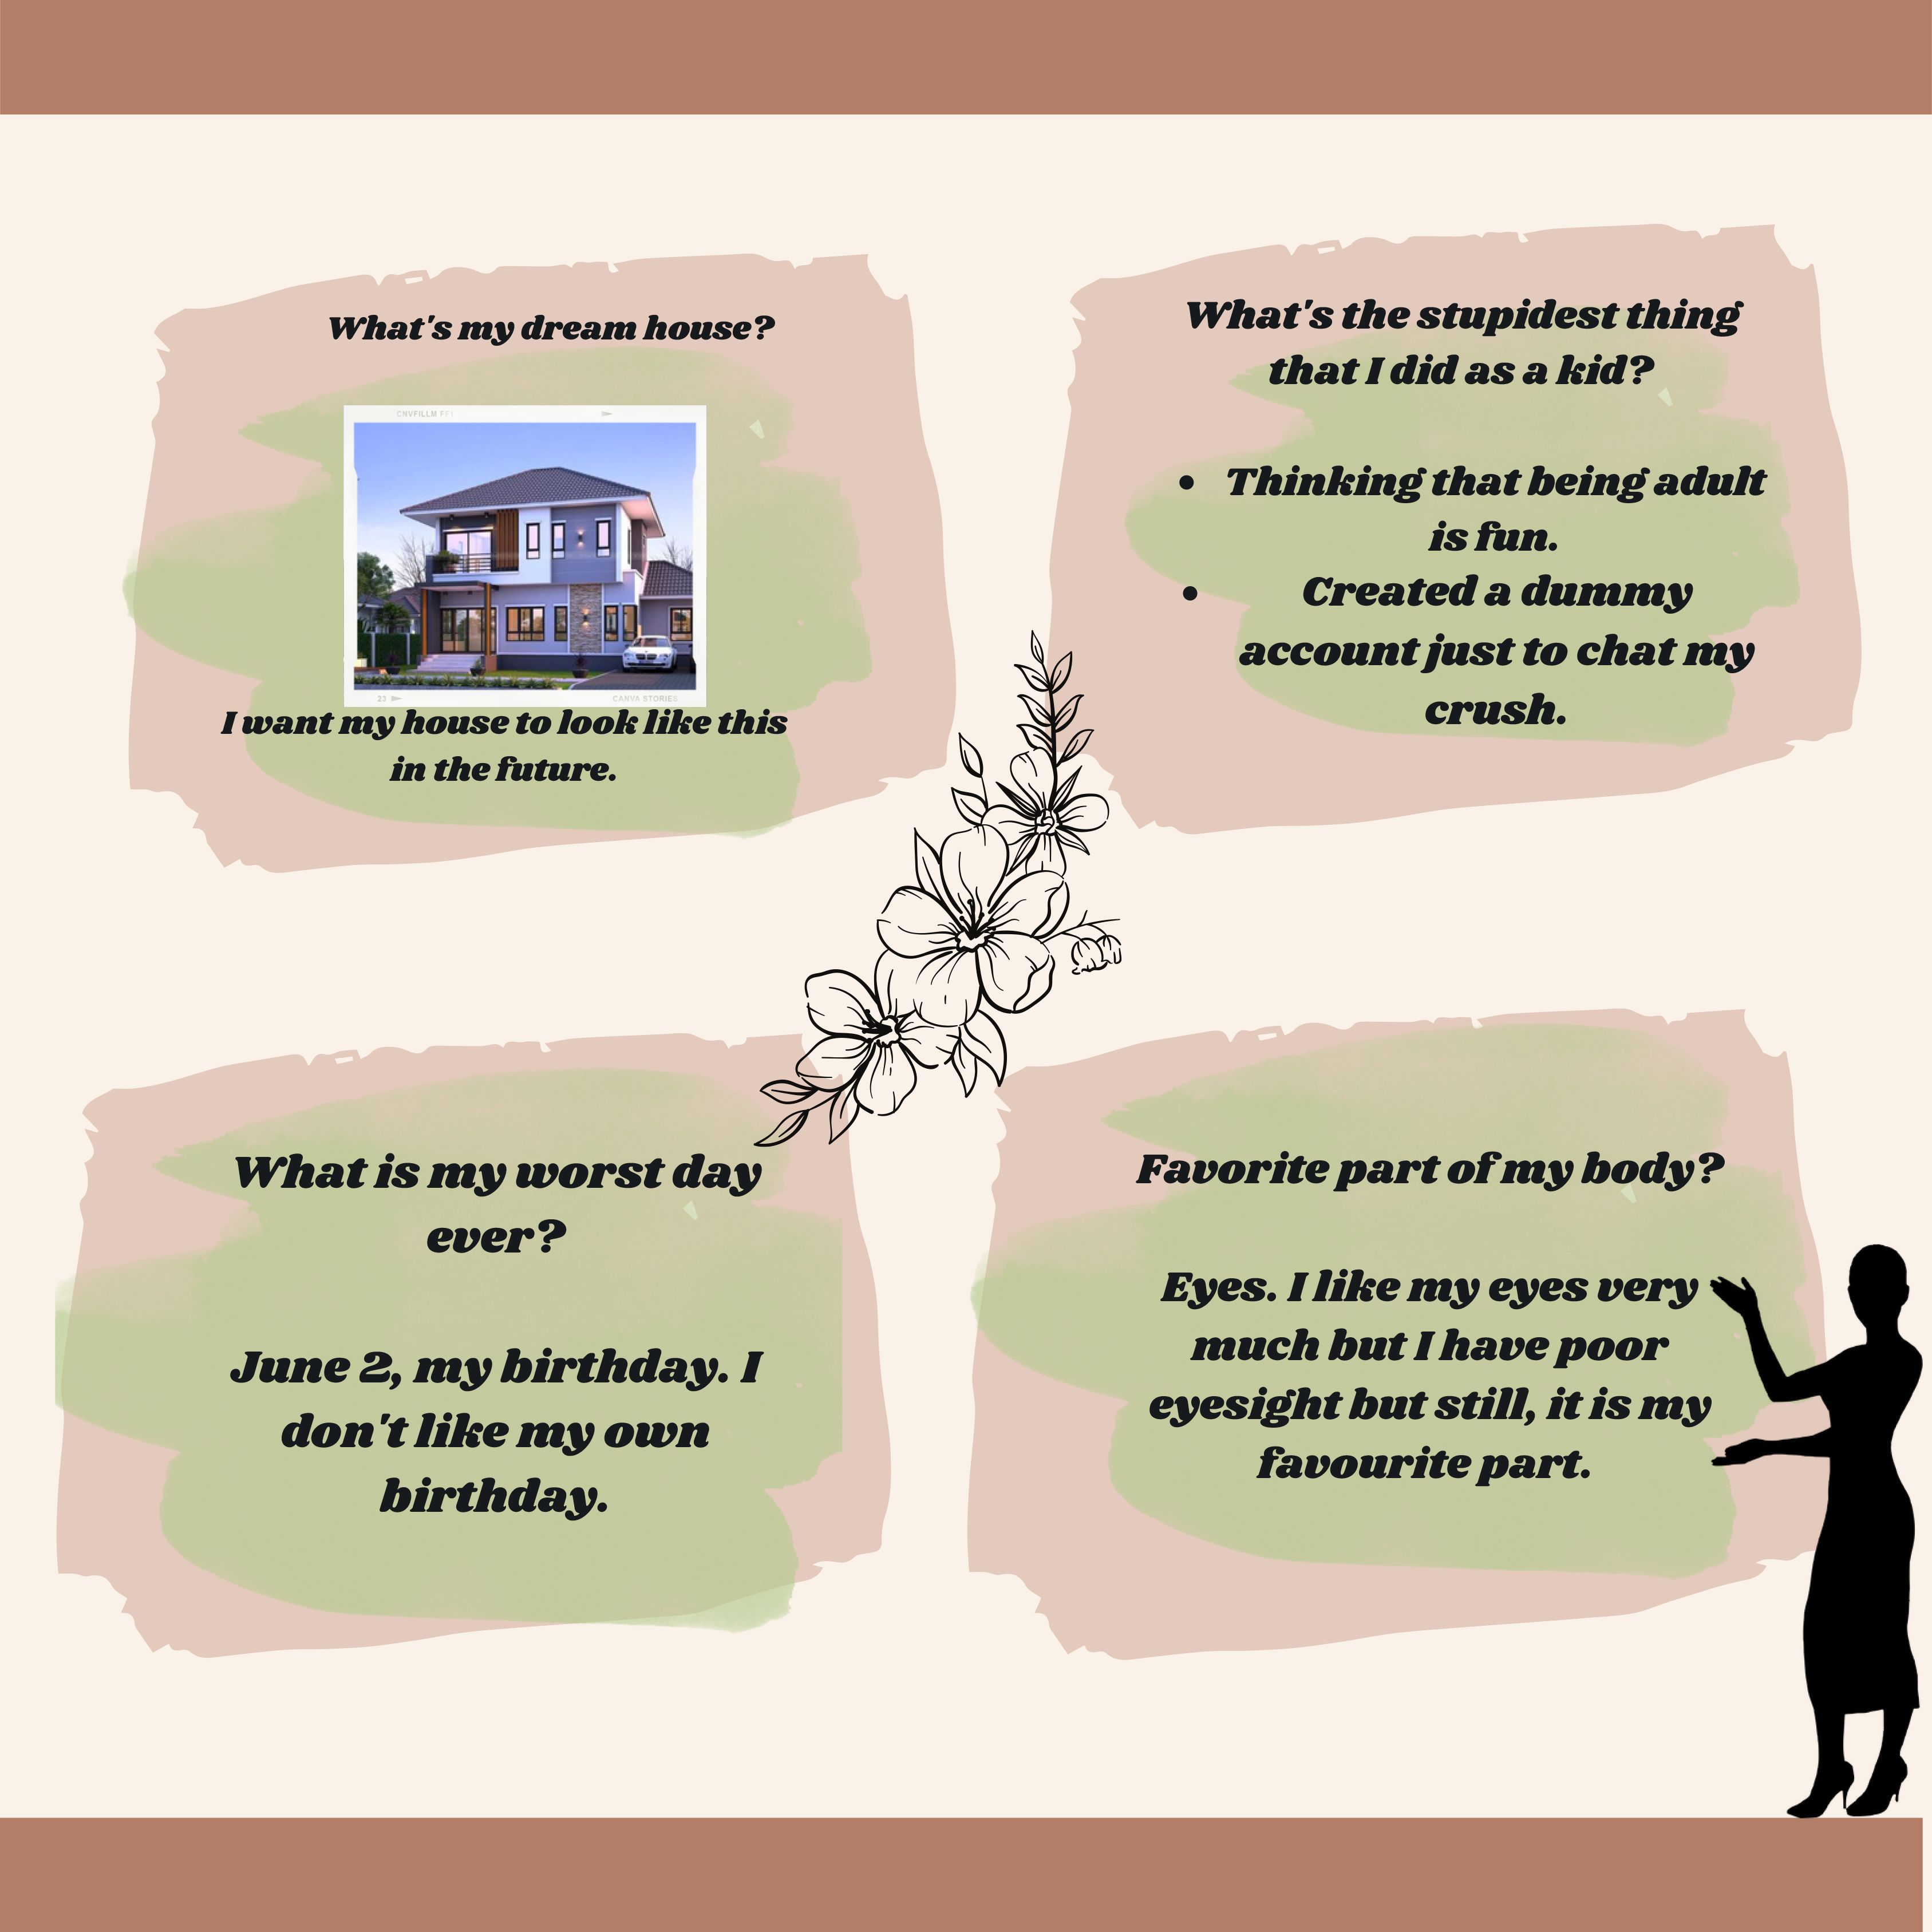 What's my dream house?
CNVFILLM
23
CANVA STORIES
I want my house to look like this
in the future.
What's the stupidest thing
that I did as a kid?
• Thinking that being adult
is fun.
• Created a dummy
account just to chat my
crush.
What is my worst day
ever?
June 2, my birthday. I
don't like my own
birthday.
Favorite part of my body?
Eyes. I like my eyes very
much but I have poor
eyesight but still, it is my
favourite part.